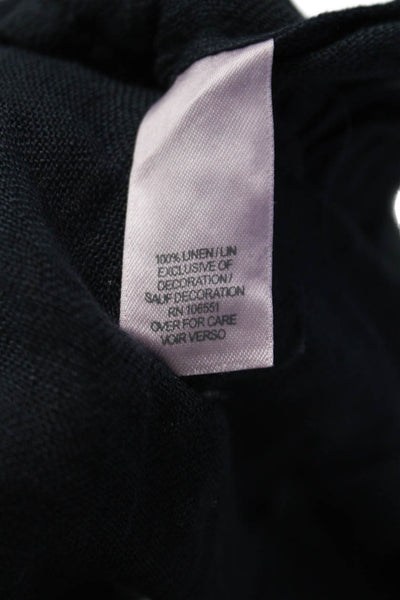 100% LINEN / LIN
EXCLUSIVE OF
DECORATION /
SAUF DECORATION
RN 106551
OVER FOR CARE
VOIR VERSO